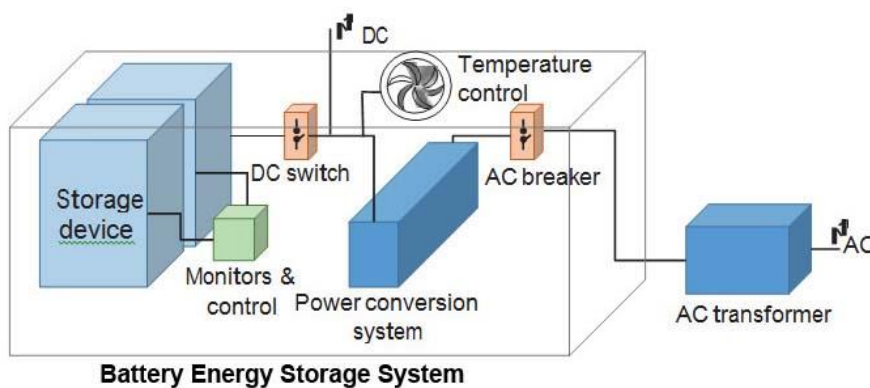 DC
Temperature
control
DC switch
AC breaker
Storage
device
Monitors &
control
Power conversion
system
AC
AC transformer
Battery Energy Storage System